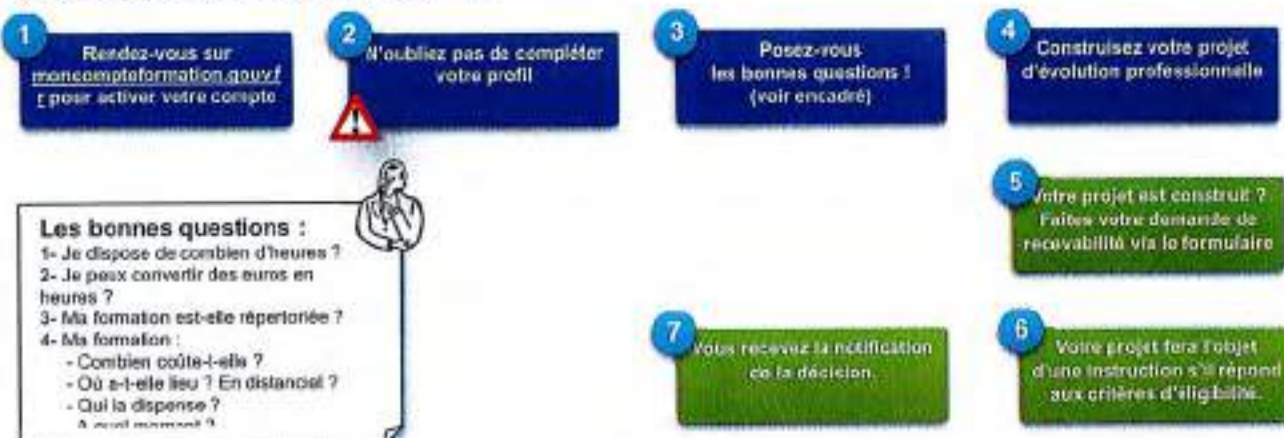 1
Rendez-vous sur
moncompteformation.gouv.f
r pour activer votre compte
2
N'oubliez pas de compléter
votre profil
3
Posez-vous
les bonnes questions !
(voir encadré)
4
Construisez votre projet
d'évolution professionnelle
5
Votre projet est construit ?
Faites votre demande de
recevabilité via le formulaire
6
Votre projet fera l'objet
d'une instruction s'il répond
aux critères d'éligibilité.
7
Vous recevez la notification
de la décision.
Les bonnes questions :
1- Je dispose de combien d'heures ?
2- Je peux convertir des euros en
heures ?
3- Ma formation est-elle répertoriée ?
4- Ma formation :
- Combien coûte-t-elle ?
- Où a-t-elle lieu ? En distanciel ?
- Qui la dispense ?
A quel moment ?